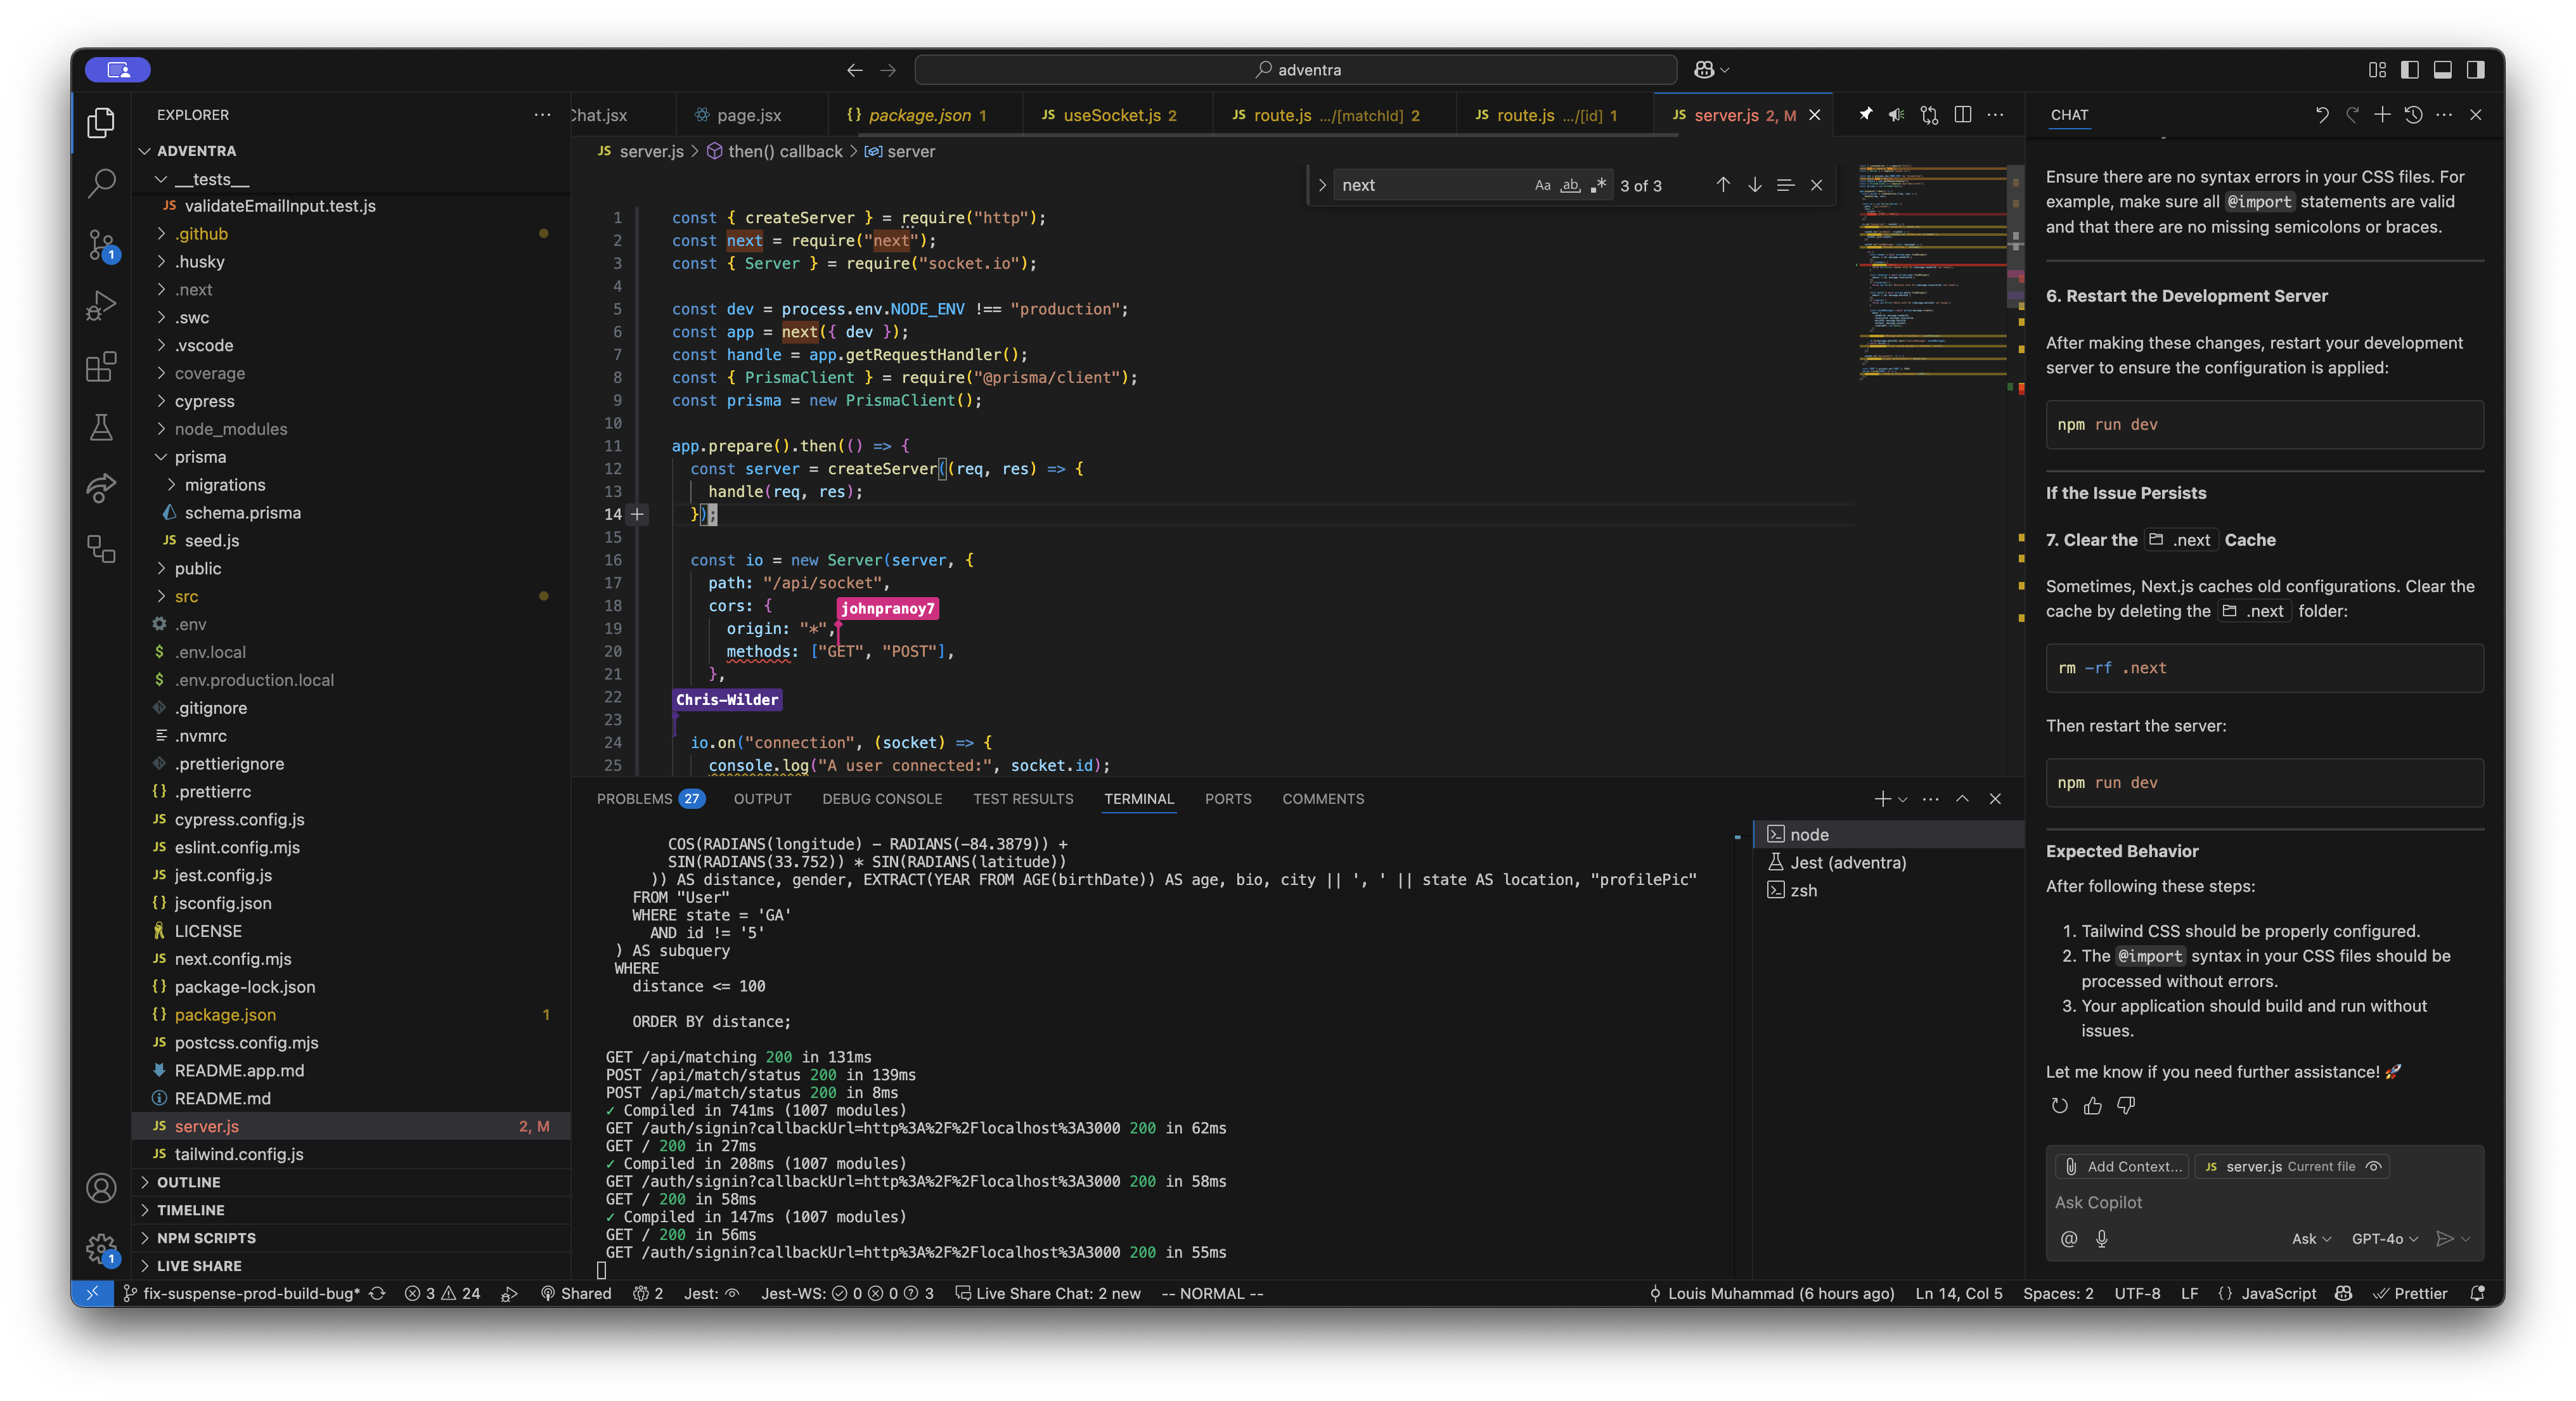 adventra
EXPLORER
ADVENTRA
__tests__
validateEmailInput.test.js
.github
.husky
.next
.swc
.vscode
coverage
cypress
node_modules
prisma
migrations
schema.prisma
seed.js
public
src
.env
.env.local
.env.production.local
.gitignore
.nvmrc
.prettierignore
.prettierrc
cypress.config.js
eslint.config.mjs
jest.config.js
jsconfig.json
LICENSE
next.config.mjs
package-lock.json
package.json 1
postcss.config.mjs
README.app.md
README.md
server.js 2, M
tailwind.config.js
OUTLINE
TIMELINE
NPM SCRIPTS
LIVE SHARE
Chat.jsx page.jsx package.json 1 useSocket.js 2 route.js .../[matchId] 2 route.js .../[id] 1 server.js 2, M
server.js > then() callback > server
next Aa ab 3 of 3
1 const { createServer } = require("http");
2 const next = require("next");
3 const { Server } = require("socket.io");
4
5 const dev = process.env.NODE_ENV !== "production";
6 const app = next({ dev });
7 const handle = app.getRequestHandler();
8 const { PrismaClient } = require("@prisma/client");
9 const prisma = new PrismaClient();
10
11 app.prepare().then(() => {
12 const server = createServer((req, res) => {
13 handle(req, res);
14 });
15
16 const io = new Server(server, {
17 path: "/api/socket",
18 cors: {
johnpranoy7
19 origin: "*",
20 methods: ["GET", "POST"],
21 },
22
Chris-Wilder
23
24 io.on("connection", (socket) => {
25 console.log("A user connected:", socket.id);
PROBLEMS 27 OUTPUT DEBUG CONSOLE TEST RESULTS TERMINAL PORTS COMMENTS
COS(RADIANS(longitude) - RADIANS(-84.3879)) +
SIN(RADIANS(33.752)) * SIN(RADIANS(latitude))
)) AS distance, gender, EXTRACT(YEAR FROM AGE(birthDate)) AS age, bio, city || ', ' || state AS location, "profilePic"
FROM "User"
WHERE state = 'GA'
AND id != '5'
) AS subquery
WHERE
distance <= 100
ORDER BY distance;
GET /api/matching 200 in 131ms
POST /api/match/status 200 in 139ms
POST /api/match/status 200 in 8ms
✓ Compiled in 741ms (1007 modules)
GET /auth/signin?callbackUrl=http%3A%2F%2Flocalhost%3A3000 200 in 62ms
GET / 200 in 27ms
✓ Compiled in 208ms (1007 modules)
GET /auth/signin?callbackUrl=http%3A%2F%2Flocalhost%3A3000 200 in 58ms
GET / 200 in 58ms
✓ Compiled in 147ms (1007 modules)
GET / 200 in 56ms
GET /auth/signin?callbackUrl=http%3A%2F%2Flocalhost%3A3000 200 in 55ms
node
Jest (adventra)
zsh
CHAT
Ensure there are no syntax errors in your CSS files. For
example, make sure all @import statements are valid
and that there are no missing semicolons or braces.
6. Restart the Development Server
After making these changes, restart your development
server to ensure the configuration is applied:
npm run dev
If the Issue Persists
7. Clear the .next Cache
Sometimes, Next.js caches old configurations. Clear the
cache by deleting the .next folder:
rm -rf .next
Then restart the server:
npm run dev
Expected Behavior
After following these steps:
1. Tailwind CSS should be properly configured.
2. The @import syntax in your CSS files should be
processed without errors.
3. Your application should build and run without
issues.
Let me know if you need further assistance! 🚀
Add Context... server.js Current file
Ask Copilot
Ask GPT-4o
fix-suspense-prod-build-bug* 3 24 Shared 2 Jest: Jest-WS: 0 0 3 Live Share Chat: 2 new -- NORMAL -- Louis Muhammad (6 hours ago) Ln 14, Col 5 Spaces: 2 UTF-8 LF {} JavaScript Prettier